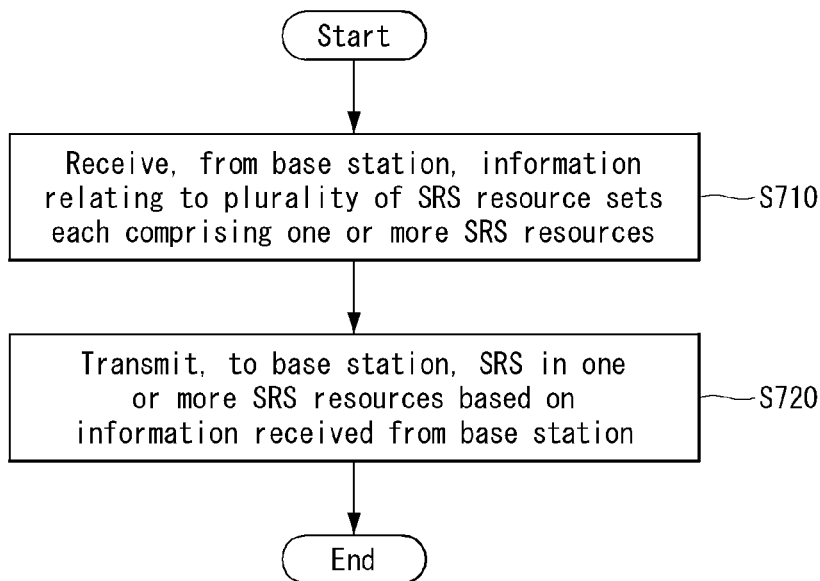 Start
Receive, from base station, information
relating to plurality of SRS resource sets
each comprising one or more SRS resources
S710
Transmit, to base station, SRS in one
or more SRS resources based on
information received from base station
S720
End